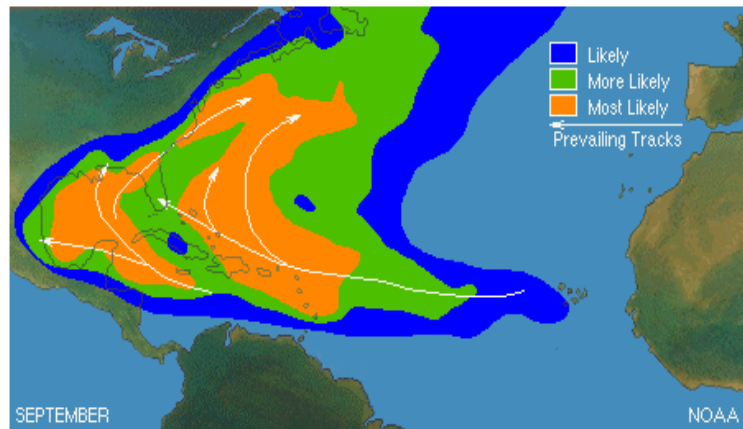 Likely
More Likely
Most Likely
Prevailing Tracks
SEPTEMBER
NOAA